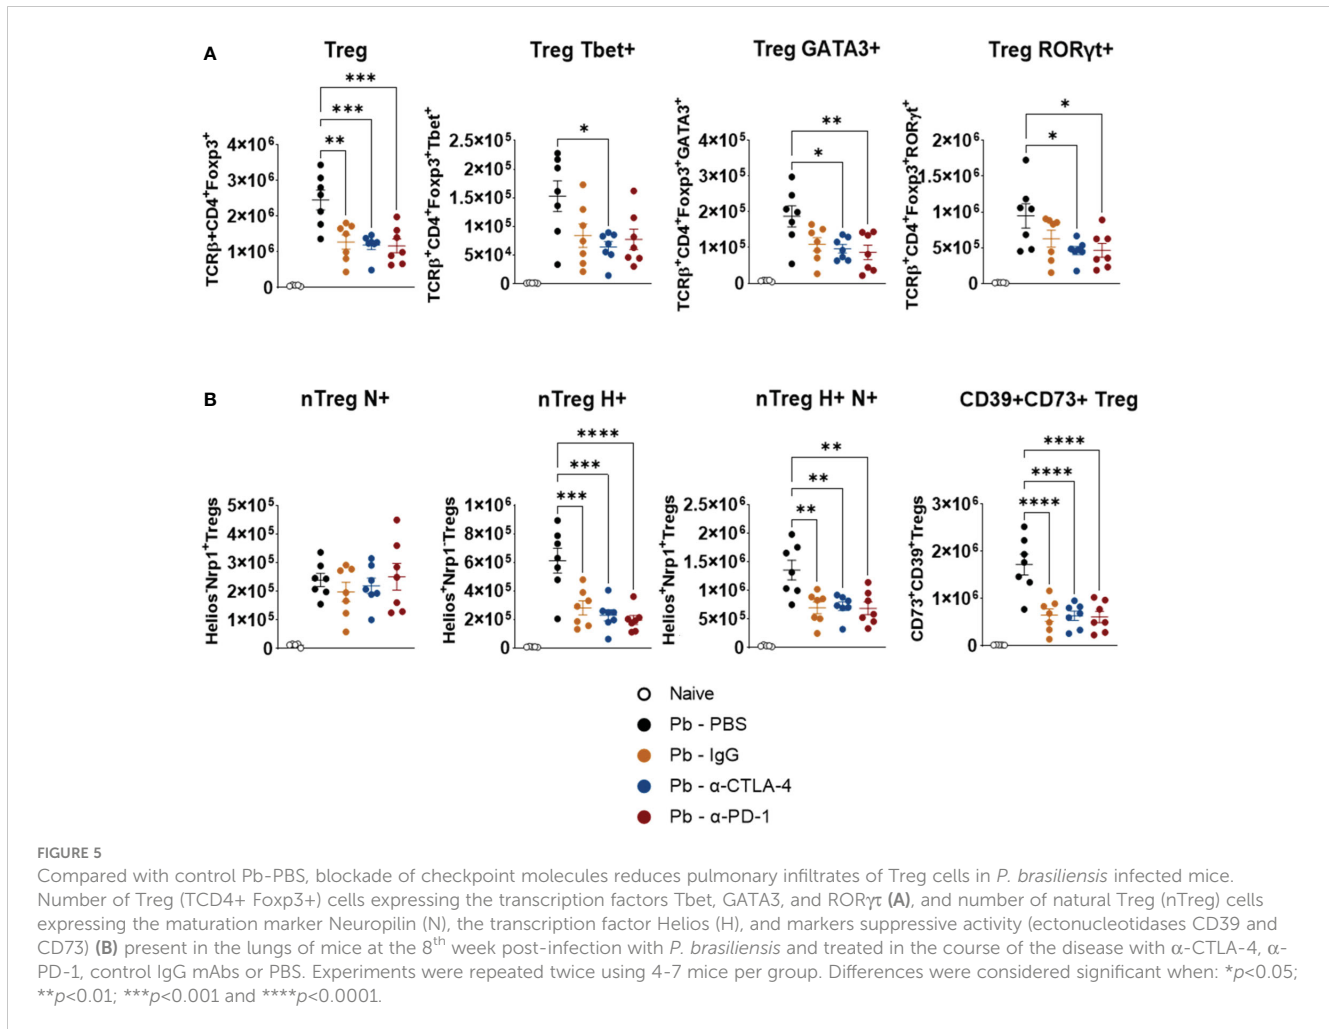 A
Treg
Treg Tbet+
Treg GATA3+
Treg RORγt+
TCRβ+CD4⁺Foxp3⁺
4×10⁶
3×10⁶
2×10⁶
1×10⁶
0
**
***
***
TCRβ⁺CD4⁺Foxp3⁺Tbet⁺
2.5×10⁵
2×10⁵
1.5×10⁵
1×10⁵
5×10⁴
0
*
TCRβ⁺CD4⁺Foxp3⁺GATA3⁺
4×10⁵
3×10⁵
2×10⁵
1×10⁵
0
*
**
TCRβ⁺CD4⁺Foxp3⁺RORγt⁺
2×10⁶
1.5×10⁶
1×10⁶
5×10⁵
0
*
*
B
nTreg N+
nTreg H+
nTreg H+ N+
CD39+CD73+ Treg
Helios⁻Nrp1⁺Tregs
5×10⁵
4×10⁵
3×10⁵
2×10⁵
1×10⁵
0
Helios⁺Nrp1⁻Tregs
1×10⁶
8×10⁵
6×10⁵
4×10⁵
2×10⁵
0
***
***
****
Helios⁺Nrp1⁺Tregs
2.5×10⁶
2×10⁶
1.5×10⁶
1×10⁶
5×10⁵
0
**
**
**
CD73⁺CD39⁺Tregs
3×10⁶
2×10⁶
1×10⁶
0
****
****
****
Naive
Pb - PBS
Pb - IgG
Pb - α-CTLA-4
Pb - α-PD-1
FIGURE 5
Compared with control Pb-PBS, blockade of checkpoint molecules reduces pulmonary infiltrates of Treg cells in P. brasiliensis infected mice.
Number of Treg (TCD4+ Foxp3+) cells expressing the transcription factors Tbet, GATA3, and RORγτ (A), and number of natural Treg (nTreg) cells
expressing the maturation marker Neuropilin (N), the transcription factor Helios (H), and markers suppressive activity (ectonucleotidases CD39 and
CD73) (B) present in the lungs of mice at the 8th week post-infection with P. brasiliensis and treated in the course of the disease with α-CTLA-4, α-
PD-1, control IgG mAbs or PBS. Experiments were repeated twice using 4-7 mice per group. Differences were considered significant when: *p<0.05;
**p<0.01; ***p<0.001 and ****p<0.0001.